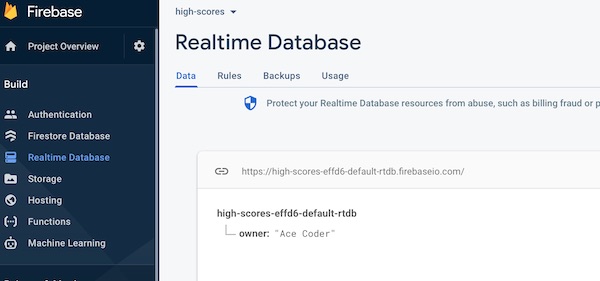 Firebase
high-scores
Project Overview
Realtime Database
Data Rules Backups Usage
Build
Protect your Realtime Database resources from abuse, such as billing fraud or
Authentication
Firestore Database
Realtime Database
Storage
Hosting
Functions
Machine Learning
https://high-scores-effd6-default-rtdb.firebaseio.com/
high-scores-effd6-default-rtdb
owner: "Ace Coder"